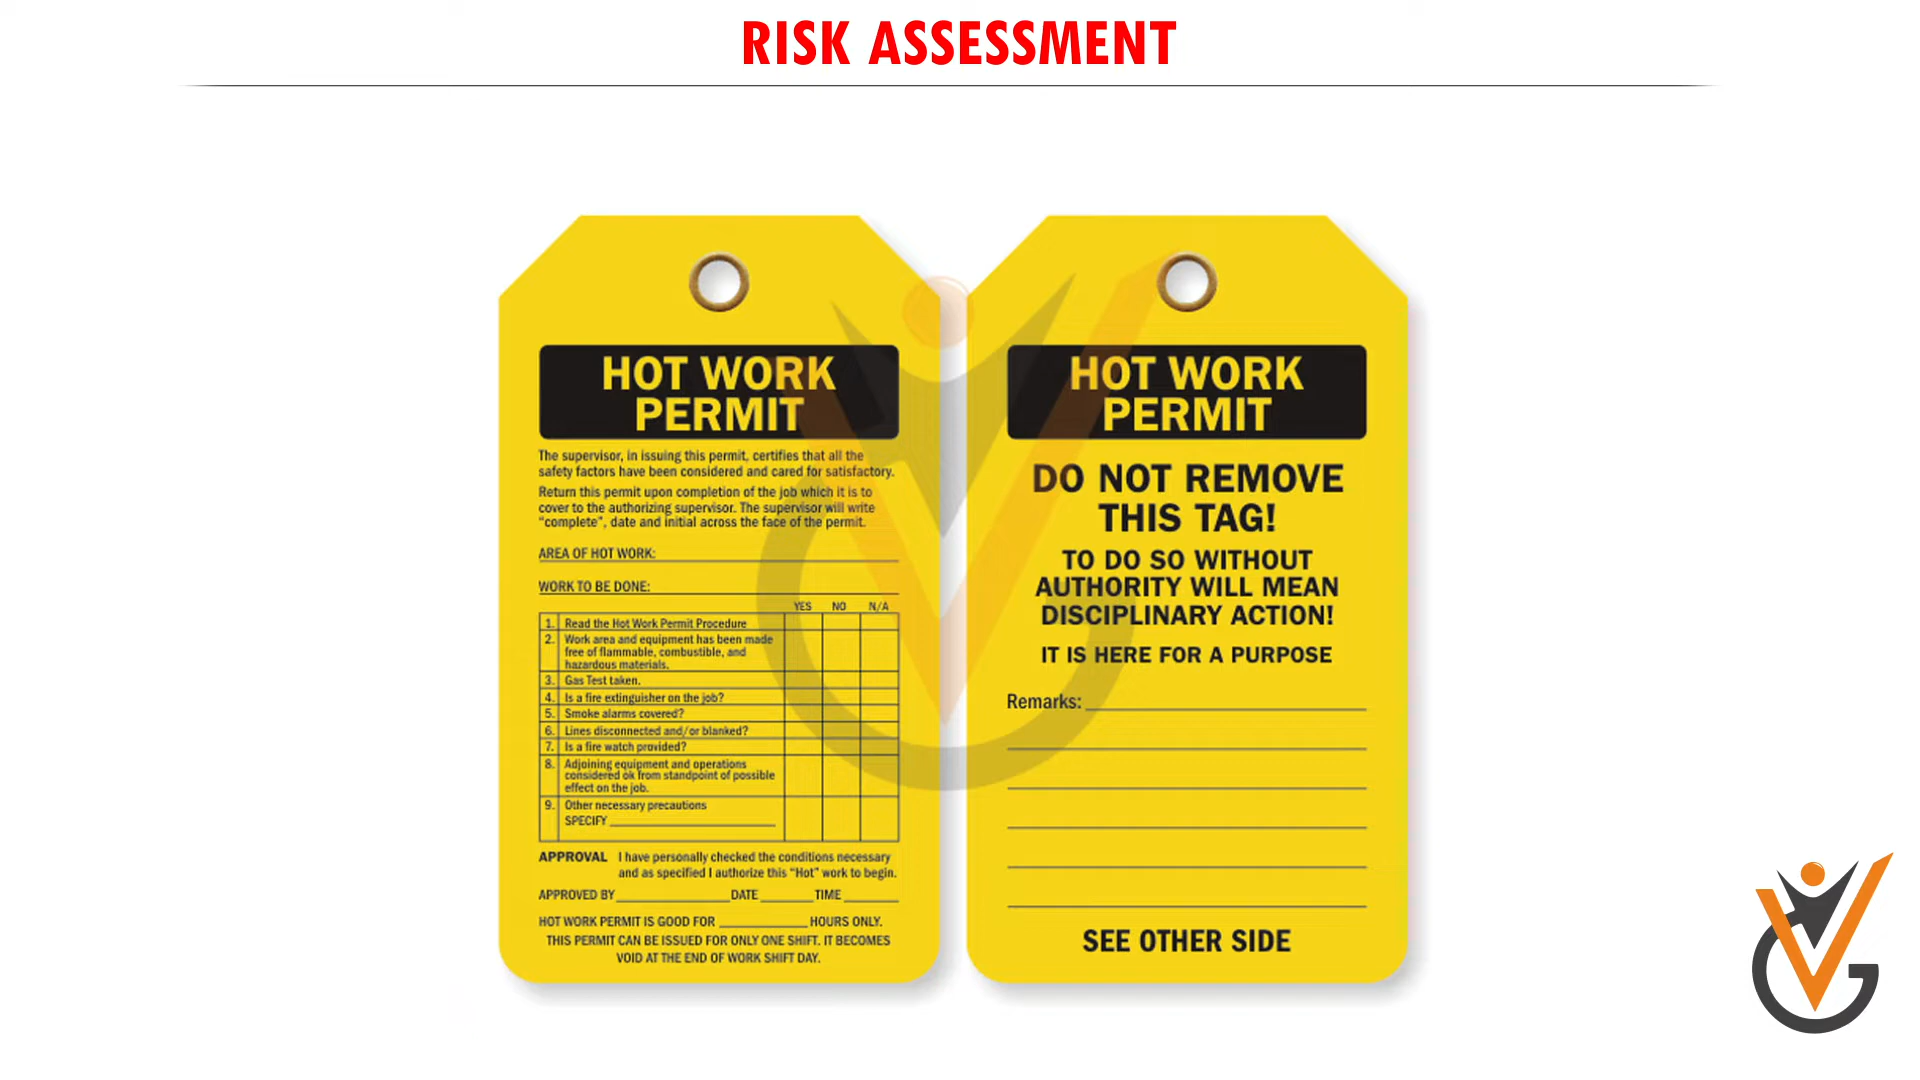 RISK ASSESSMENT
HOT WORK
PERMIT
The supervisor, in issuing this permit, certifies that all the
safety factors have been considered and cared for satisfactory.
Return this permit upon completion of the job which it is to
cover to the authorizing supervisor. The supervisor will write
“complete”, date and initial across the face of the permit.
AREA OF HOT WORK:
WORK TO BE DONE:
YES NO N/A
1. Read the Hot Work Permit Procedure
2. Work area and equipment has been made
free of flammable, combustible, and
hazardous materials.
3. Gas Test taken.
4. Is a fire extinguisher on the job?
5. Smoke alarms covered?
6. Lines disconnected and/or blanked?
7. Is a fire watch provided?
8. Adjoining equipment and operations
considered ok from standpoint of possible
effect on the job.
9. Other necessary precautions
SPECIFY
APPROVAL I have personally checked the conditions necessary
and as specified I authorize this “Hot” work to begin.
APPROVED BY DATE TIME
HOT WORK PERMIT IS GOOD FOR HOURS ONLY.
THIS PERMIT CAN BE ISSUED FOR ONLY ONE SHIFT. IT BECOMES
VOID AT THE END OF WORK SHIFT DAY.
HOT WORK
PERMIT
DO NOT REMOVE
THIS TAG!
TO DO SO WITHOUT
AUTHORITY WILL MEAN
DISCIPLINARY ACTION!
IT IS HERE FOR A PURPOSE
Remarks:
SEE OTHER SIDE